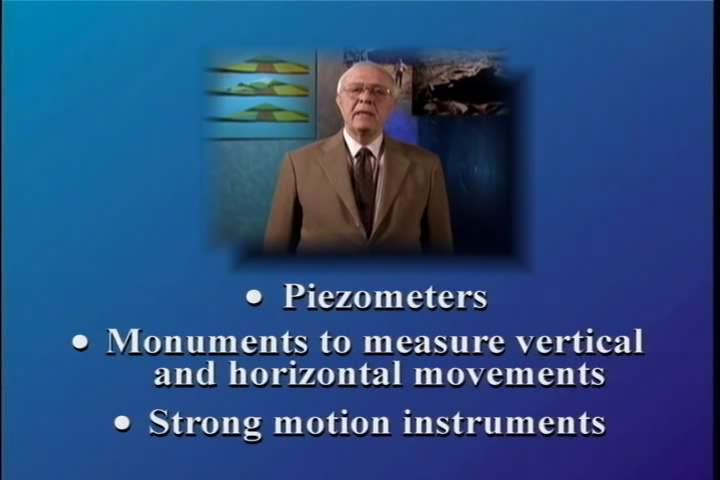 • Piezometers
• Monuments to measure vertical
and horizontal movements
• Strong motion instruments